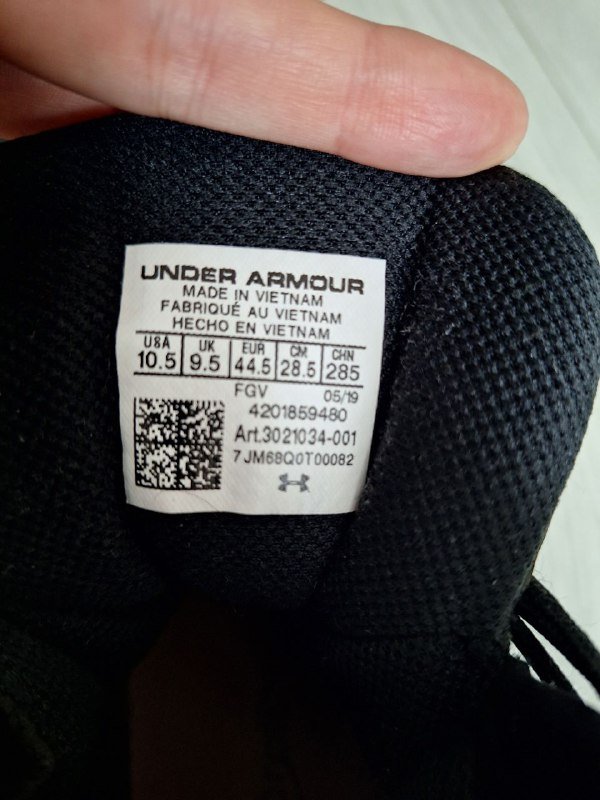 UNDER ARMOUR
MADE IN VIETNAM
FABRIQUÉ AU VIETNAM
HECHO EN VIETNAM
USA UK EUR CM CHN
10.5 9.5 44.5 28.5 285
FGV 05/19
4201859480
Art.3021034-001
7JM68Q0T00082